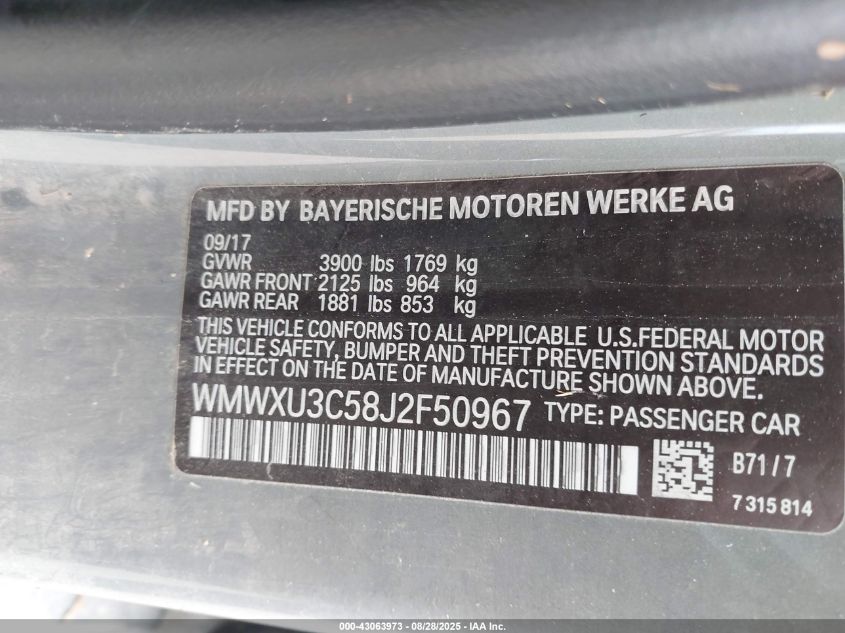 MFD BY BAYERISCHE MOTOREN WERKE AG
09/17
GVWR 3900 lbs 1769 kg
GAWR FRONT 2125 lbs 964 kg
GAWR REAR 1881 lbs 853 kg
THIS VEHICLE CONFORMS TO ALL APPLICABLE U.S.FEDERAL MOTOR
VEHICLE SAFETY, BUMPER AND THEFT PREVENTION STANDARDS
IN EFFECT ON THE DATE OF MANUFACTURE SHOWN ABOVE.
WMWXU3C58J2F50967 TYPE: PASSENGER CAR
B71/7
7 315 814
000-43063973 - 08/28/2025 - IAA Inc.